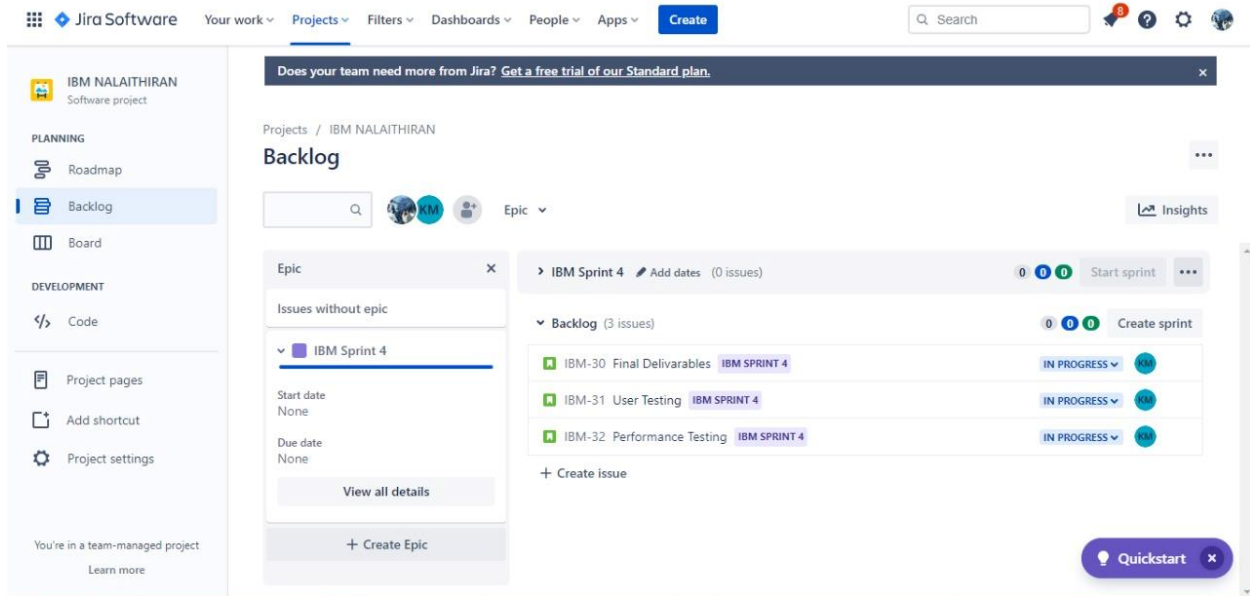 Jira Software Your work Projects Filters Dashboards People Apps Create Search 8
IBM NALAITHIRAN
Software project
PLANNING
Roadmap
Backlog
Board
DEVELOPMENT
Code
Project pages
Add shortcut
Project settings
You're in a team-managed project
Learn more
Does your team need more from Jira? Get a free trial of our Standard plan.
Projects / IBM NALAITHIRAN
Backlog
KM Epic Insights
Epic
Issues without epic
IBM Sprint 4
Start date
None
Due date
None
View all details
+ Create Epic
IBM Sprint 4 Add dates (0 issues) 0 0 0 Start sprint
Backlog (3 issues) 0 0 0 Create sprint
IBM-30 Final Delivarables IBM SPRINT 4 IN PROGRESS KM
IBM-31 User Testing IBM SPRINT 4 IN PROGRESS KM
IBM-32 Performance Testing IBM SPRINT 4 IN PROGRESS KM
+ Create issue
Quickstart